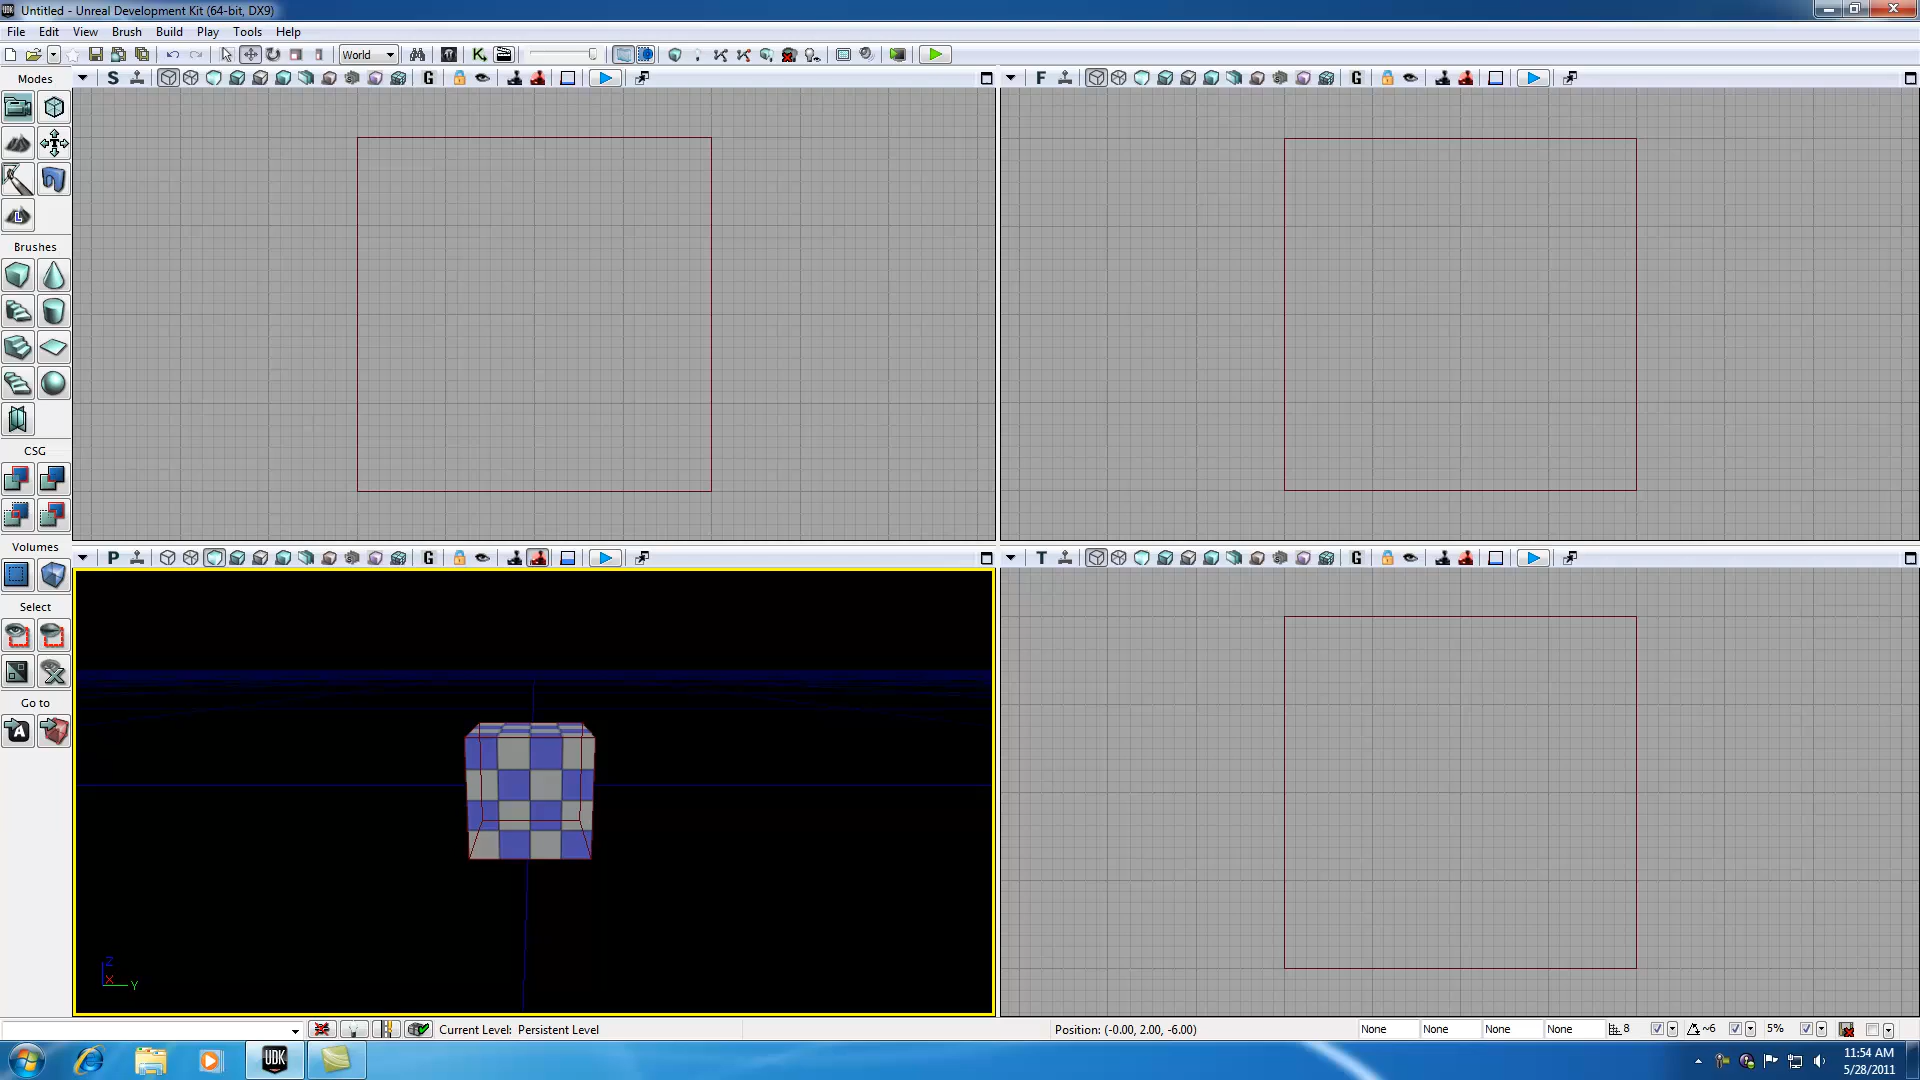 Untitled - Unreal Development Kit (64-bit, DX9)
File Edit View Brush Build Play Tools Help
World
Modes
S G
F G
L
Brushes
CSG
Volumes
P G
T G
Select
Go to
A
Z
X
Y
Current Level: Persistent Level
Position: (-0.00, 2.00, -6.00)
None None None None 8 ~6 5%
UDK
11:54 AM
5/28/2011